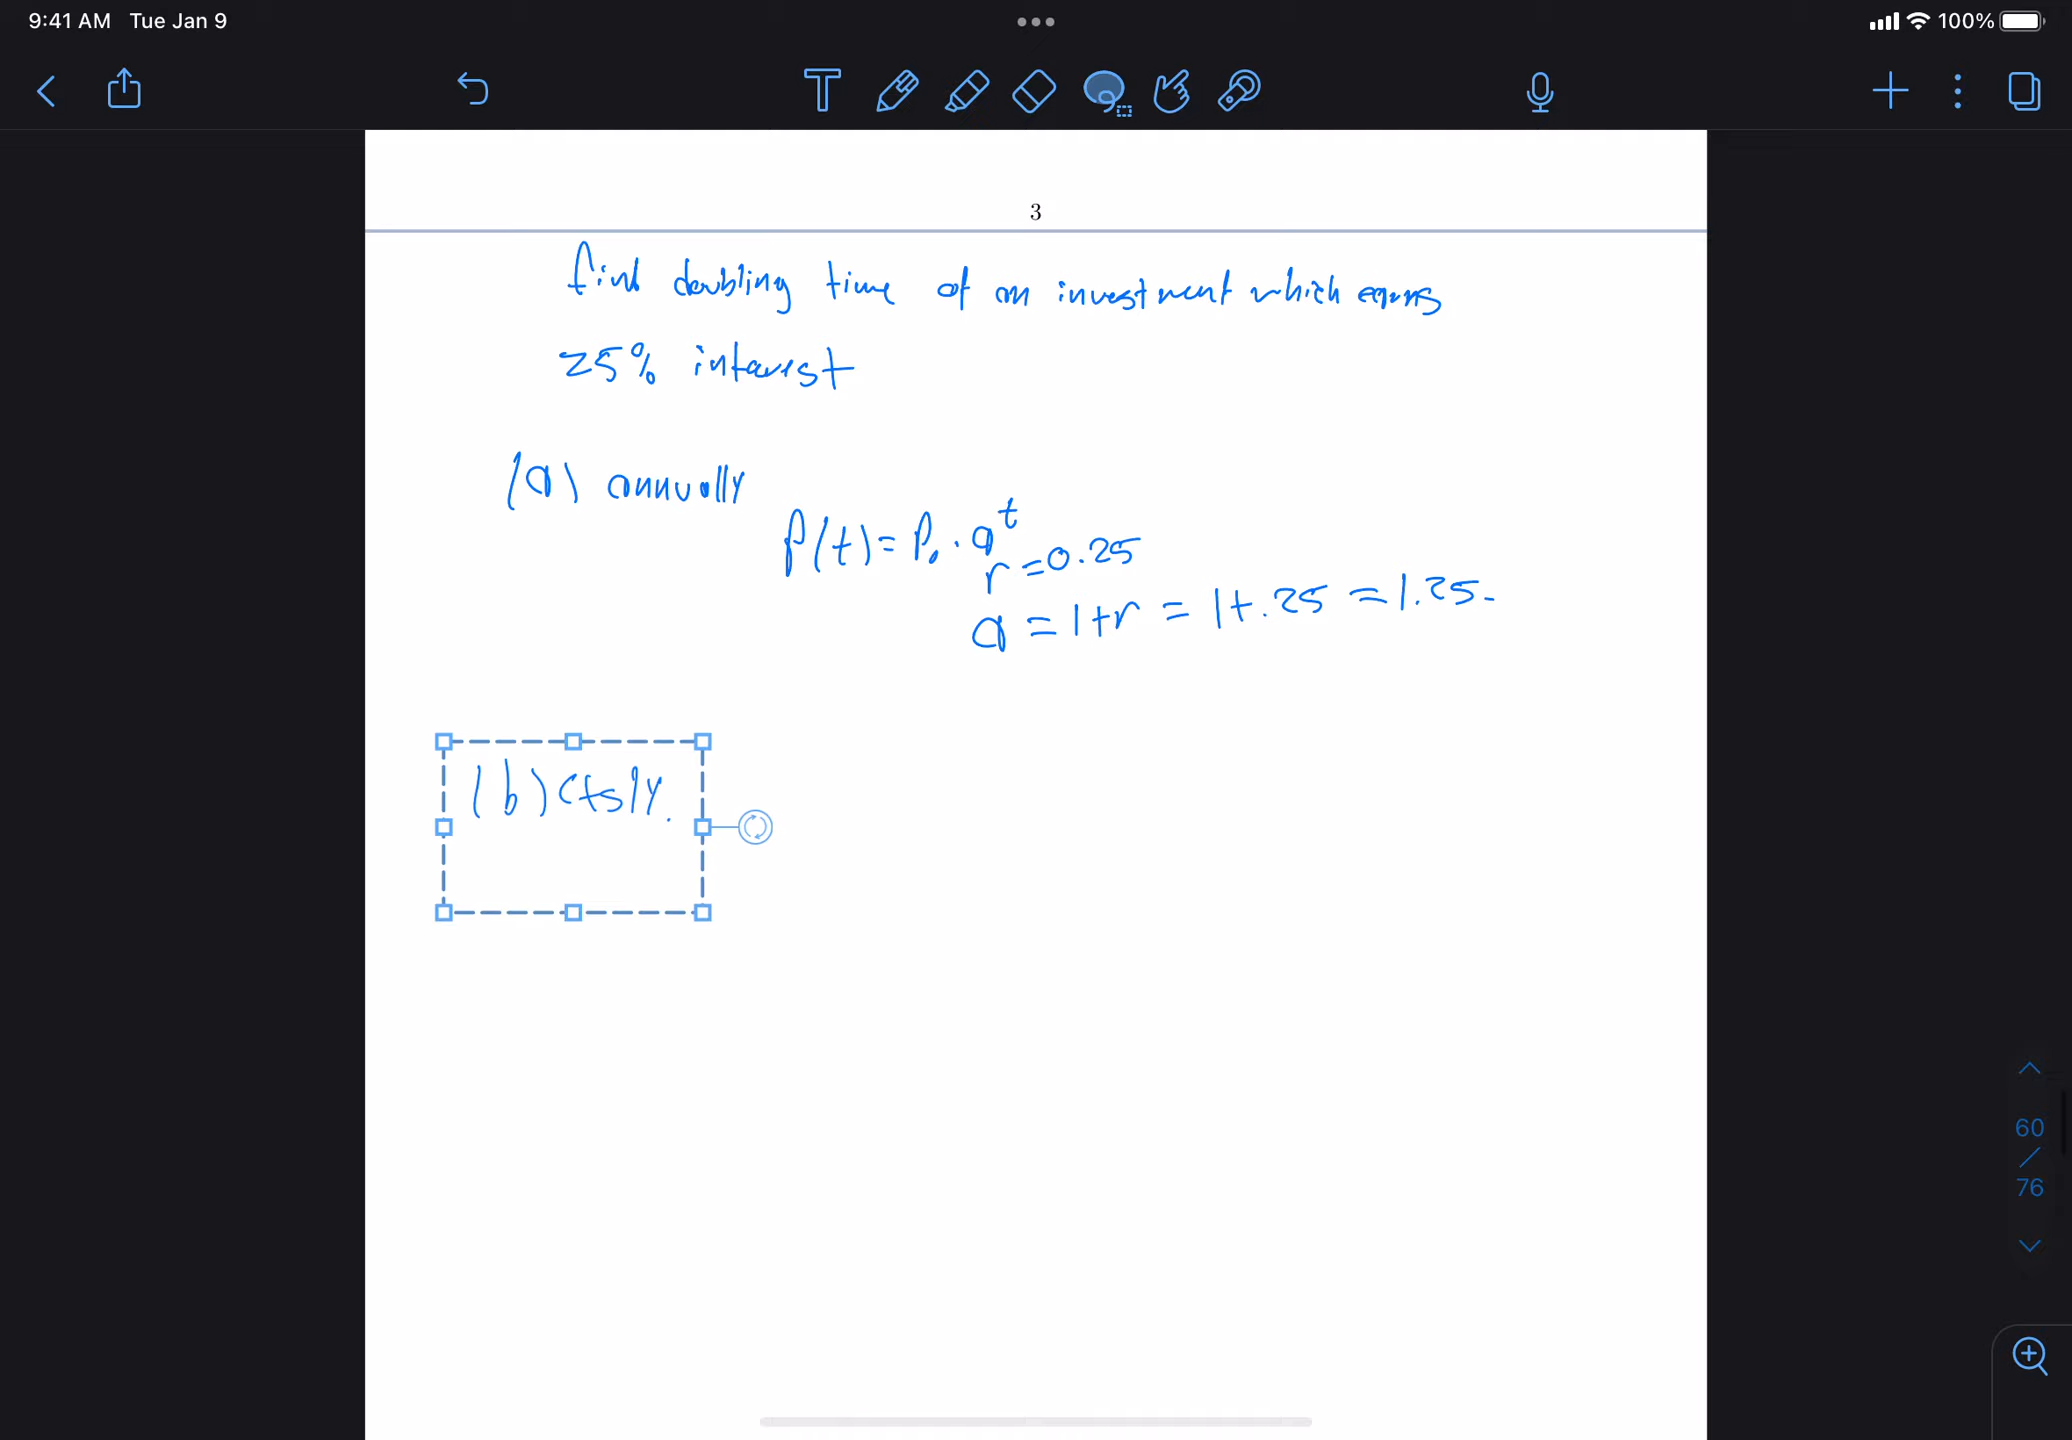 9:41 AM Tue Jan 9
100%
3
find doubling time of an investment which earns
25% interest
(a) annually
P(t) = P₀ · aᵗ
r = 0.25
a = 1+r = 1+.25 = 1.25.
(b) ctsly.
60
/
76